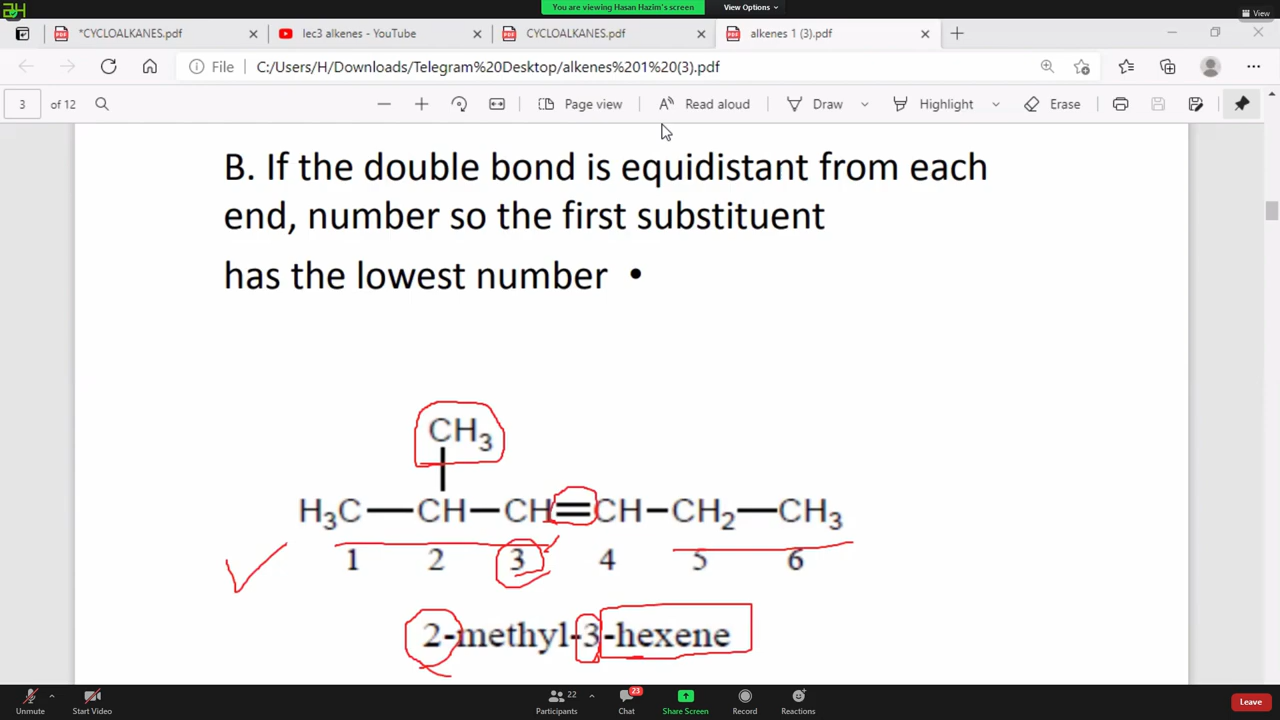 You are viewing Hasan Hazim's screen
View Options
View
*CYCLOALKANES.pdf
lec3 alkenes - YouTube
CYCLOALKANES.pdf
alkenes 1 (3).pdf
File C:/Users/H/Downloads/Telegram%20Desktop/alkenes%201%20(3).pdf
3 of 12 Page view Read aloud Draw Highlight Erase
B. If the double bond is equidistant from each
end, number so the first substituent
has the lowest number •
CH3
H3C—CH—CH=CH—CH2—CH3
1 2 3 4 5 6
2-methyl-3-hexene
Unmute Start Video 22 Participants 23 Chat Share Screen Record Reactions Leave